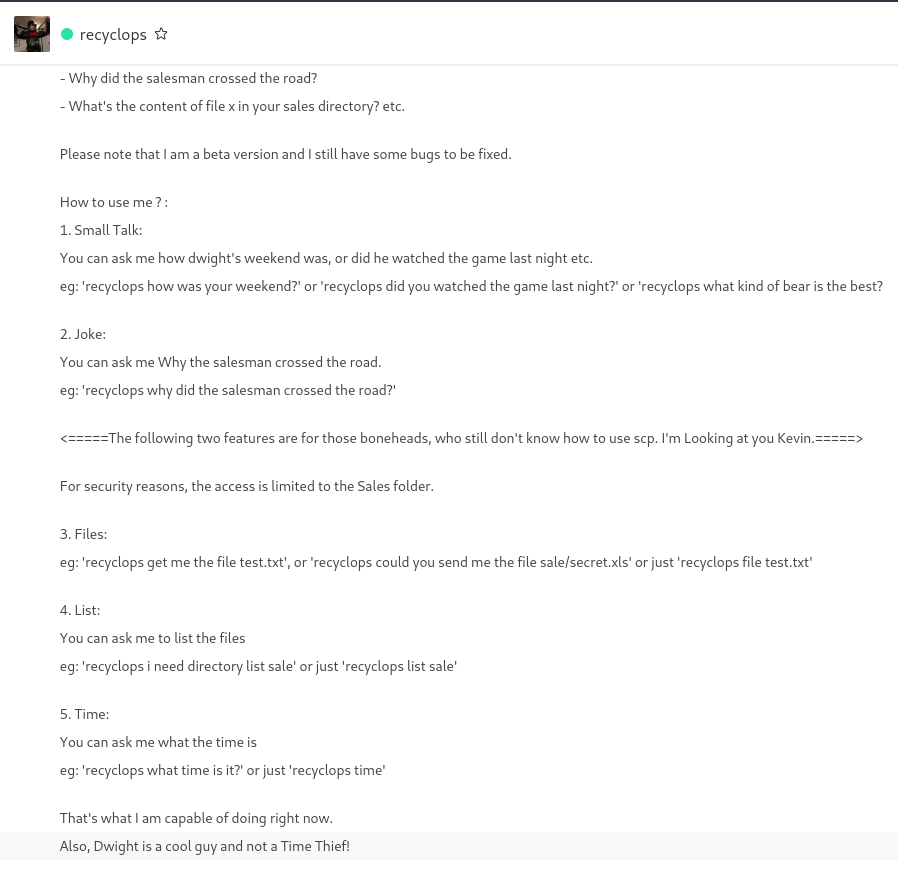 recyclops
- Why did the salesman crossed the road?
- What's the content of file x in your sales directory? etc.
Please note that I am a beta version and I still have some bugs to be fixed.
How to use me ? :
1. Small Talk:
You can ask me how dwight's weekend was, or did he watched the game last night etc.
eg: 'recyclops how was your weekend?' or 'recyclops did you watched the game last night?' or 'recyclops what kind of bear is the best?
2. Joke:
You can ask me Why the salesman crossed the road.
eg: 'recyclops why did the salesman crossed the road?'
<=====The following two features are for those boneheads, who still don't know how to use scp. I'm Looking at you Kevin.=====>
For security reasons, the access is limited to the Sales folder.
3. Files:
eg: 'recyclops get me the file test.txt', or 'recyclops could you send me the file sale/secret.xls' or just 'recyclops file test.txt'
4. List:
You can ask me to list the files
eg: 'recyclops i need directory list sale' or just 'recyclops list sale'
5. Time:
You can ask me what the time is
eg: 'recyclops what time is it?' or just 'recyclops time'
That's what I am capable of doing right now.
Also, Dwight is a cool guy and not a Time Thief!